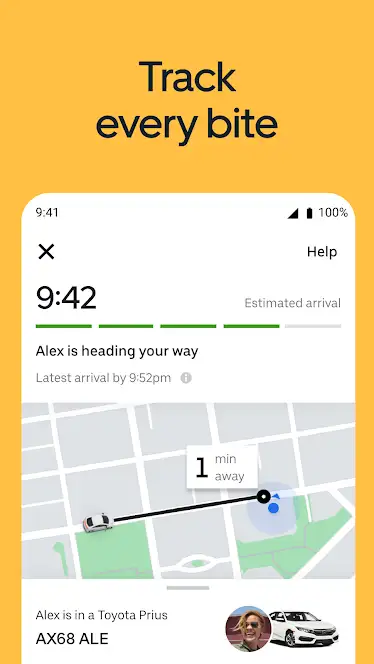 Track
every bite
9:41
100%
Help
9:42
Estimated arrival
Alex is heading your way
Latest arrival by 9:52pm
1 min
away
Alex is in a Toyota Prius
AX68 ALE